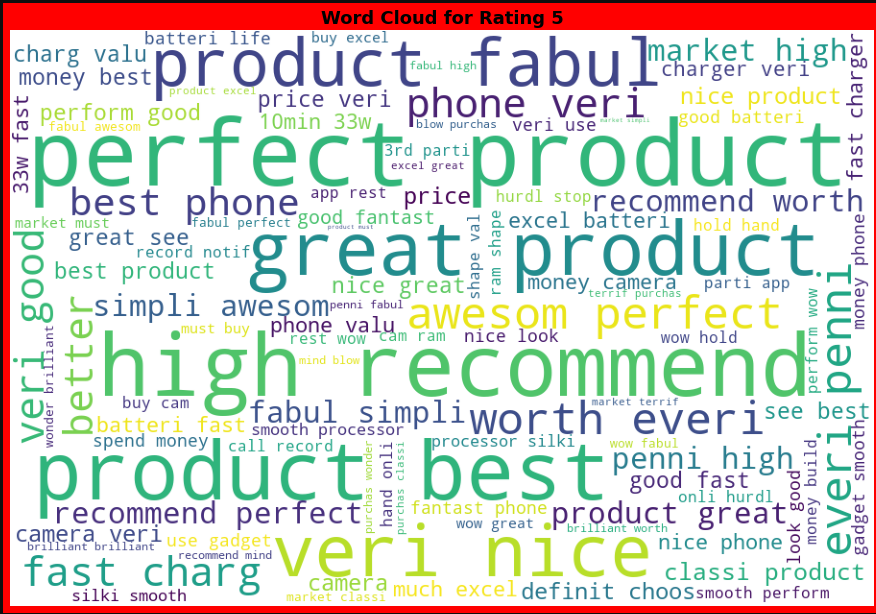 Word Cloud for Rating 5
batteri life
buy excel
market high
charg valu
product fabul
fabul high
charger veri
money best
product excel
price veri
phone veri
nice product
fast charger
33w fast
perform good
fabul awesom
10min 33w
blow purchas
veri use
market simpli
good batteri
perfect product
3rd parti
excel great
best phone
app rest
price
hurdl stop
recommend worth
market must
fabul perfect
good fantast
product must
excel batteri
hold hand
great see
record notif
great product
shape val
ram shape
best product
nice great
money camera
parti app
money phone
veri good
simpli awesom
penni fabul
awesom perfect
terrif purchas
perform wow
everi penni
better
must buy
phone valu
rest wow
cam ram
nice look
wow hold
wonder brilliant
high recommend
mind blow
buy cam
fabul simpli
worth everi
market terrif
see best
batteri fast
smooth processor
spend money
call record
processor silki
wow fabul
product best
purchas wonder
hand onli
purchas classi
penni high
good fast
onli hurdl
look good
money build
gadget smooth
recommend perfect
fantast phone
wow great
product great
brilliant worth
camera veri
use gadget
brilliant brilliant
recommend mind
veri nice
nice phone
fast charg
camera
much excel
classi product
silki smooth
market classi
definit choos
smooth perform